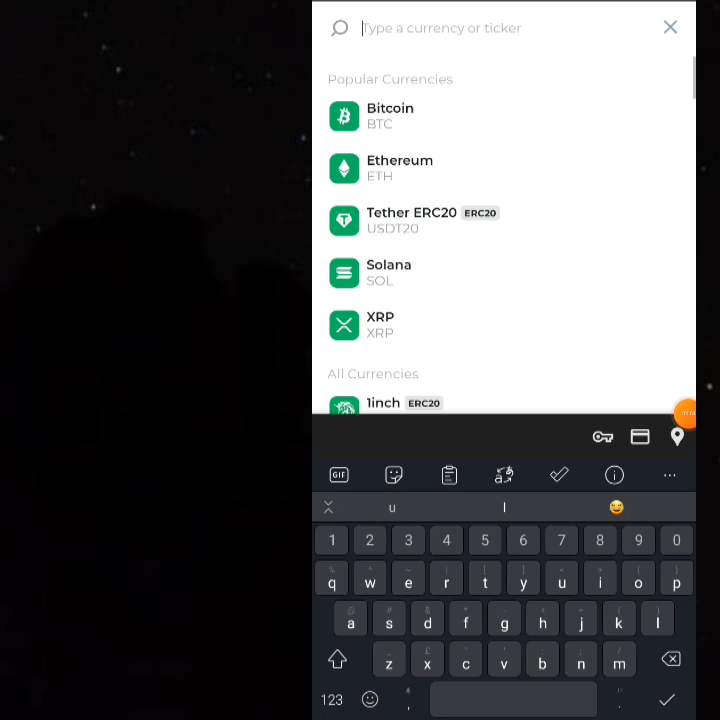 Type a currency or ticker
Popular Currencies
Bitcoin
BTC
Ethereum
ETH
Tether ERC20 ERC20
USDT20
Solana
SOL
XRP
XRP
All Currencies
1inch ERC20
GIF
u l 😅
1 2 3 4 5 6 7 8 9 0
q w e r t y u i o p
a s d f g h j k l
z x c v b n m
123 , .